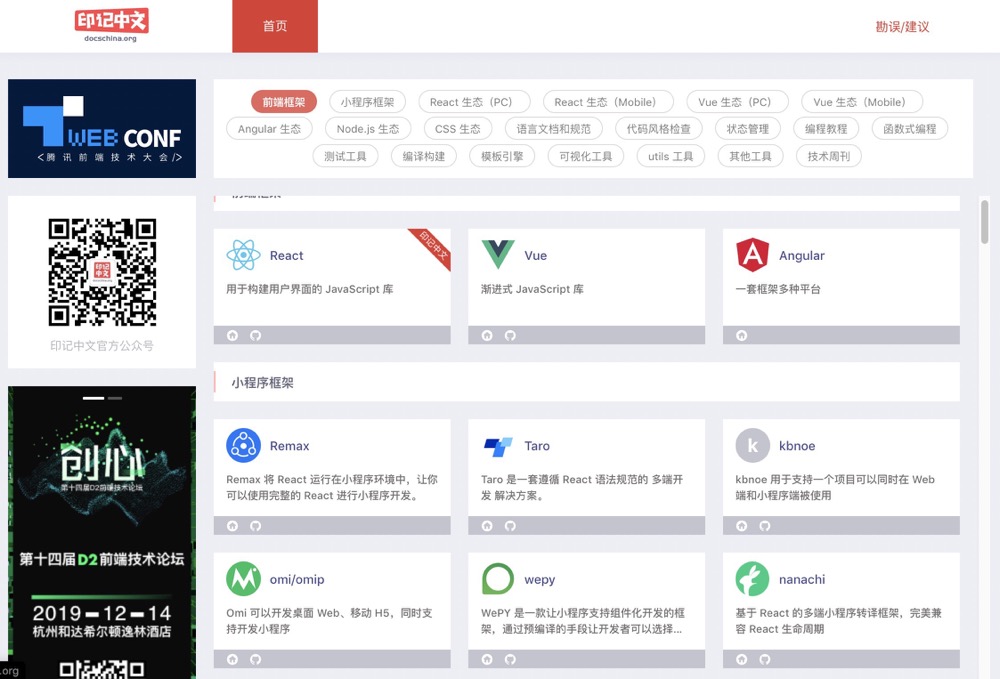 印记中文
docschina.org
首页
勘误/建议
WEB CONF
<腾讯前端技术大会/>
前端框架
小程序框架
React 生态（PC）
React 生态（Mobile）
Vue 生态（PC）
Vue 生态（Mobile）
Angular 生态
Node.js 生态
CSS 生态
语言文档和规范
代码风格检查
状态管理
编程教程
函数式编程
测试工具
编译构建
模板引擎
可视化工具
utils 工具
其他工具
技术周刊
印记中文
印记中文官方公众号
前端框架
React
印记中文
用于构建用户界面的 JavaScript 库
Vue
渐进式 JavaScript 库
Angular
一套框架多种平台
小程序框架
Remax
Remax 将 React 运行在小程序环境中，让你
可以使用完整的 React 进行小程序开发。
Taro
Taro 是一套遵循 React 语法规范的 多端开
发 解决方案。
k
kbnoe
kbnoe 用于支持一个项目可以同时在 Web
端和小程序端被使用
omi/omip
Omi 可以开发桌面 Web、移动 H5，同时支
持开发小程序
wepy
WePY 是一款让小程序支持组件化开发的框
架，通过预编译的手段让开发者可以选择...
nanachi
基于 React 的多端小程序转译框架，完美兼
容 React 生命周期
创心
第十四届D2前端技术论坛
第十四届D2前端技术论坛
2019-12-14
杭州和达希尔顿逸林酒店
.org